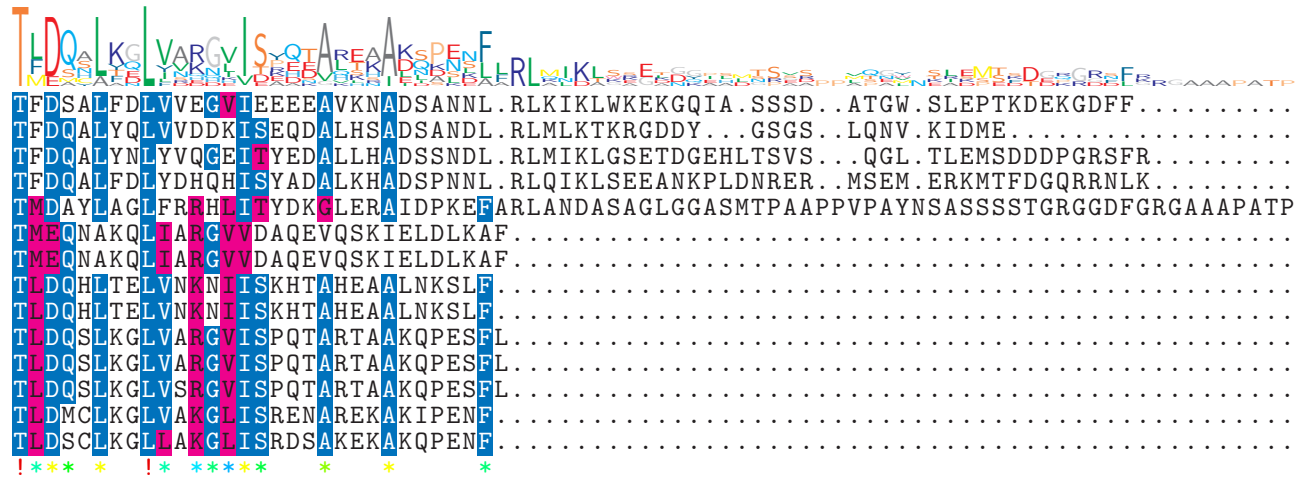 TFDSALFDLVVEGVIEEEEAVKNADSANNL.RLKIKLWKEKGQIA.SSSD..ATGW.SLEPTKDEKGDFF..........
TFDQALYQLVVDDKISEQDALHSADSANDL.RLMLKTKRGDDY...GSGS..LQNV.KIDME..................
TFDQALYNLYVQGEITYEDALLHADSSNDL.RLMIKLGSETDGEHLTSVS...QGL.TLEMSDDDPGRSFR.........
TFDQALFDLYDHQHISYADALKHADSPNNL.RLQIKLSEEANKPLDNRER..MSEM.ERKMTFDGQRRNLK.........
TMDAYLAGLFRRHLITYDKGLERAIDPKEFARLANDASAGLGGASMTPAAPPVPAYNSASSSSTGRGGDFGRGAAAPATP
TMEQNAKQLIARGVVDAQEVQSKIELDLKAF.................................................
TMEQNAKQLIARGVVDAQEVQSKIELDLKAF.................................................
TLDQHLTELVNKNIISKHTAHEAALNKSLF..................................................
TLDQHLTELVNKNIISKHTAHEAALNKSLF..................................................
TLDQSLKGLVARGVISPQTARTAAKQPESFL.................................................
TLDQSLKGLVARGVISPQTARTAAKQPESFL.................................................
TLDQSLKGLVSRGVISPQTARTAAKQPESFL.................................................
TLDMCLKGLVAKGLISRENAREKAKIPENF..................................................
TLDSCLKGLLAKGLISRDSAKEKAKQPENF..................................................
!*** *  !* *****   *   *     *